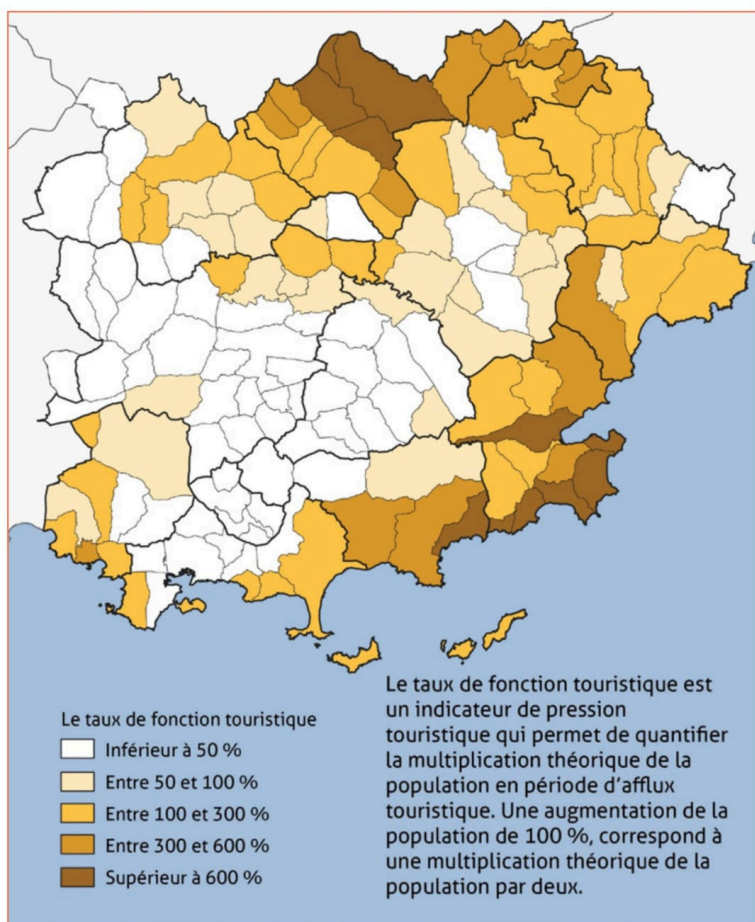 Le taux de fonction touristique
Inférieur à 50 %
Entre 50 et 100 %
Entre 100 et 300 %
Entre 300 et 600 %
Supérieur à 600 %
Le taux de fonction touristique est
un indicateur de pression
touristique qui permet de quantifier
la multiplication théorique de la
population en période d’afflux
touristique. Une augmentation de la
population de 100 %, correspond à
une multiplication théorique de la
population par deux.